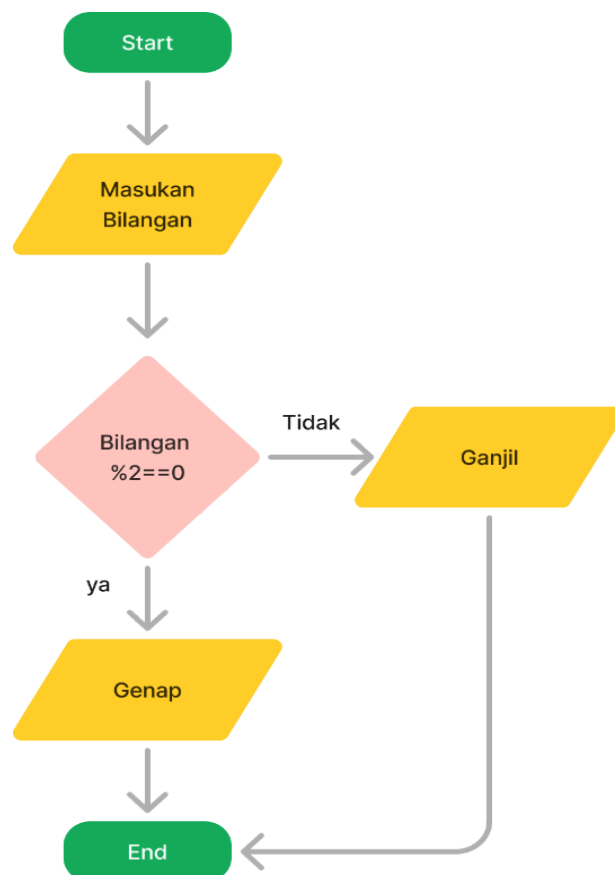 Start
Masukan
Bilangan
Bilangan
%2==0
Tidak
Ganjil
ya
Genap
End